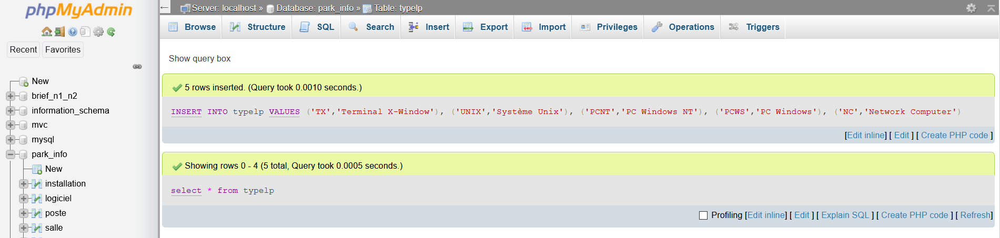 phpMyAdmin
Recent Favorites
New
brief_n1_n2
information_schema
mvc
mysql
park_info
New
installation
logiciel
poste
salle
Server: localhost » Database: park_info » Table: typelp
Browse Structure SQL Search Insert Export Import Privileges Operations Triggers
Show query box
5 rows inserted. (Query took 0.0010 seconds.)
INSERT INTO typelp VALUES ('TX','Terminal X-Window'), ('UNIX','Système Unix'), ('PCNT','PC Windows NT'), ('PCWS','PC Windows'), ('NC','Network Computer')
[Edit inline] [ Edit ] [ Create PHP code ]
Showing rows 0 - 4 (5 total, Query took 0.0005 seconds.)
select * from typelp
Profiling [Edit inline] [ Edit ] [ Explain SQL ] [ Create PHP code ] [ Refresh]